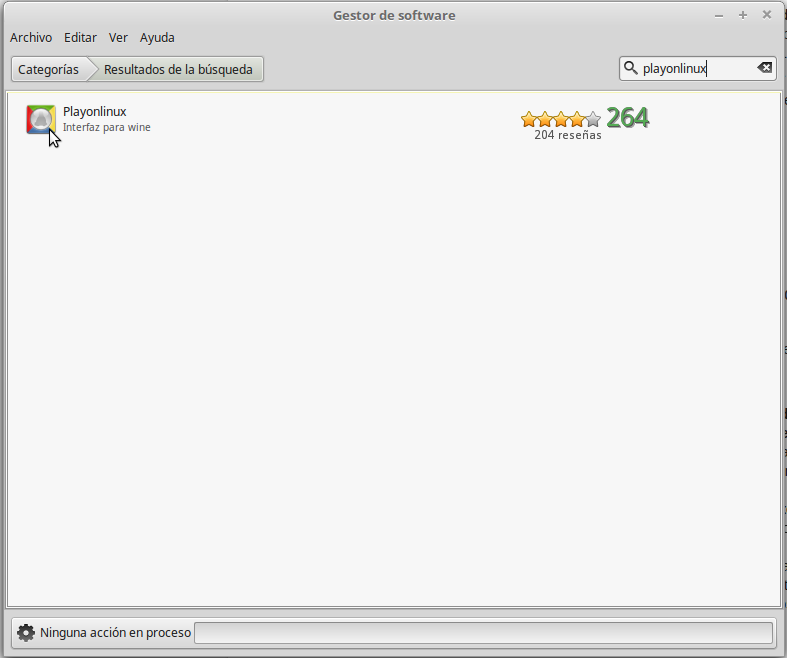 Gestor de software
Archivo Editar Ver Ayuda
Categorías Resultados de la búsqueda playonlinux
Playonlinux
Interfaz para wine
264
204 reseñas
Ninguna acción en proceso